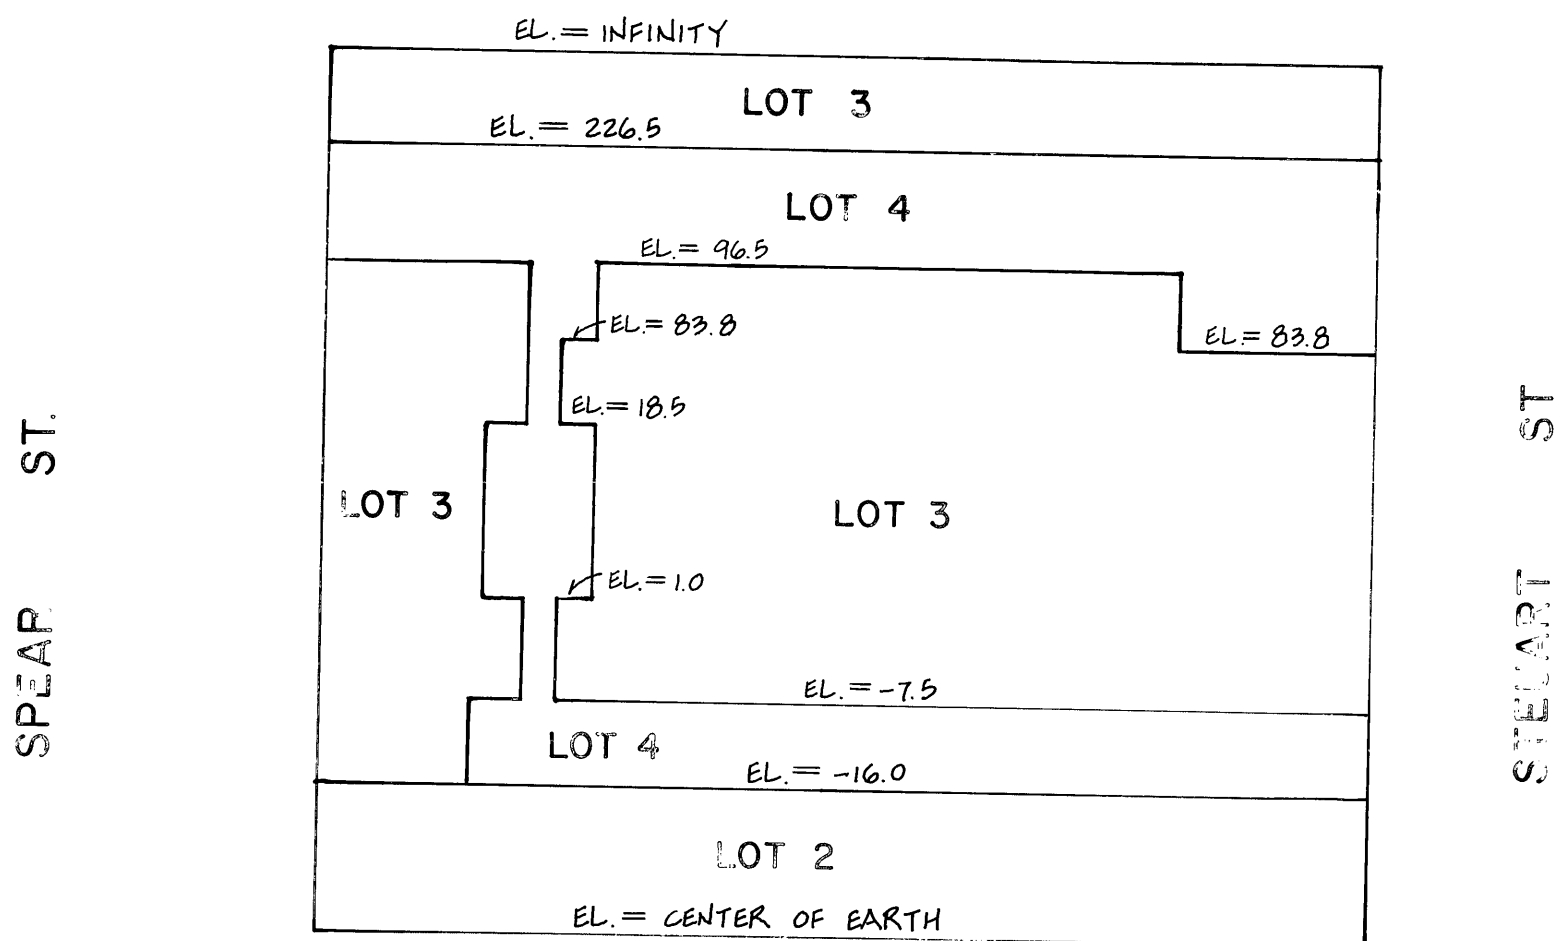 EL. = INFINITY
LOT 3
EL. = 226.5
LOT 4
EL. = 96.5
EL. = 83.8
EL. = 83.8
EL. = 18.5
LOT 3
LOT 3
EL. = 1.0
EL. = -7.5
LOT 4
EL. = -16.0
LOT 2
EL. = CENTER OF EARTH
SPEAR ST.
STEUART ST